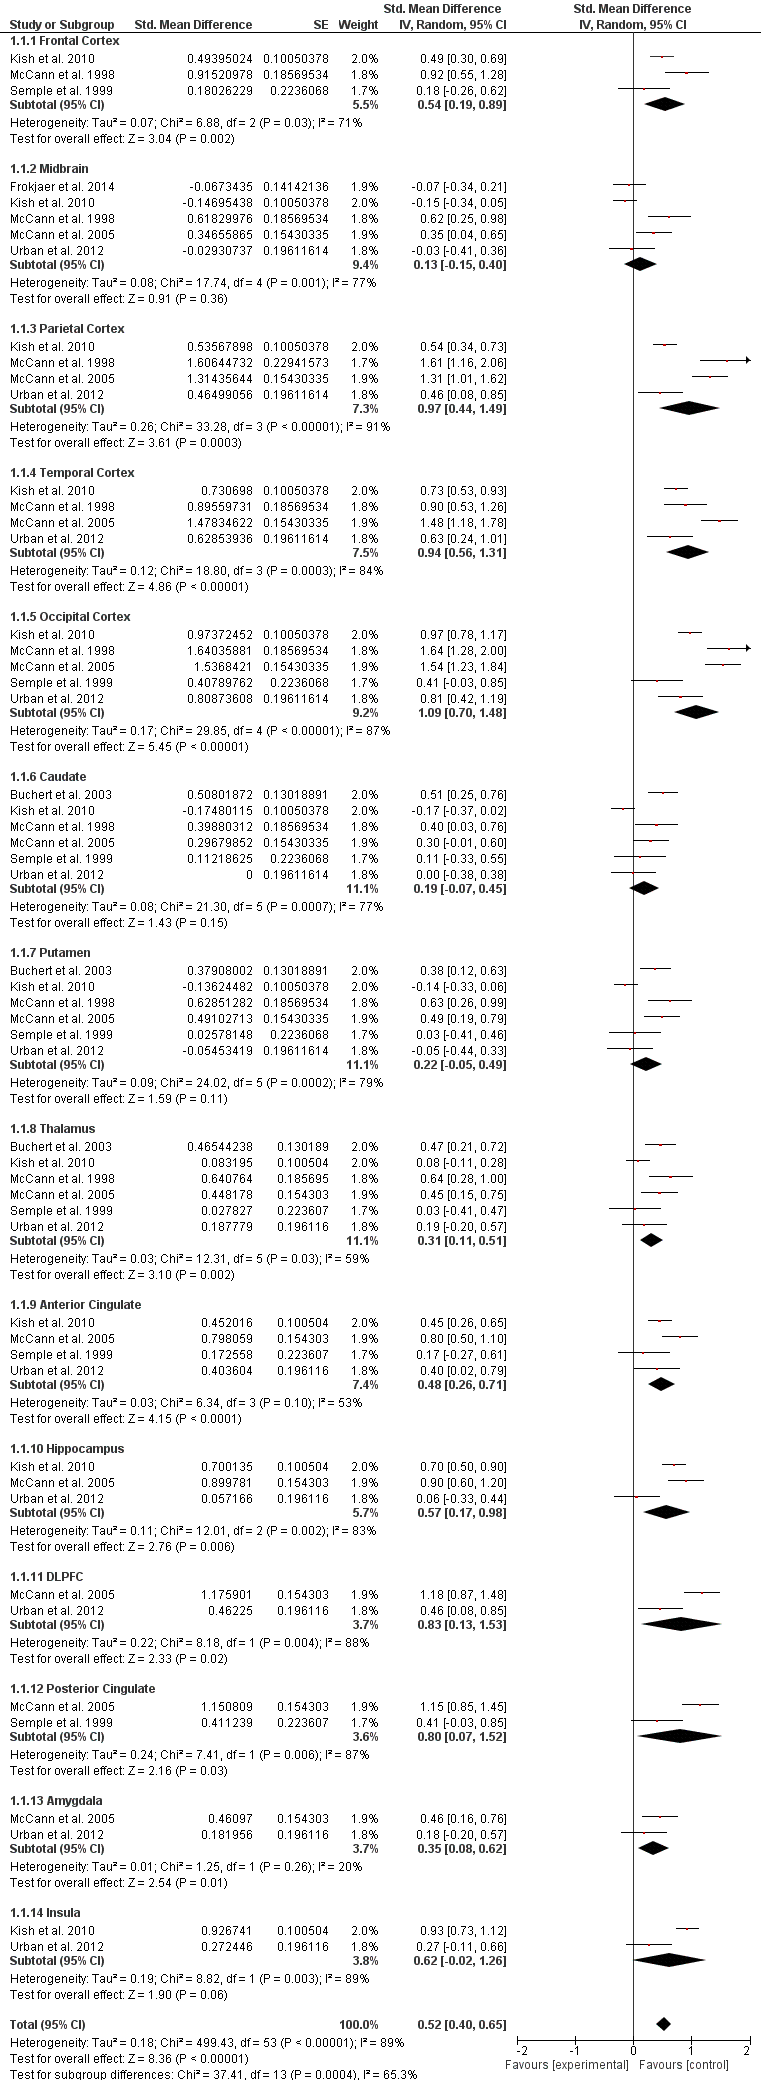 Std. Mean Difference Std. Mean Difference
Study or Subgroup Std. Mean Difference SE Weight IV, Random, 95% CI IV, Random, 95% CI
1.1.1 Frontal Cortex
Kish et al. 2010 0.49395024 0.10050378 2.0% 0.49 [0.30, 0.69]
McCann et al. 1998 0.91520978 0.18569534 1.8% 0.92 [0.55, 1.28]
Semple et al. 1999 0.18026229 0.2236068 1.7% 0.18 [-0.26, 0.62]
Subtotal (95% CI) 5.5% 0.54 [0.19, 0.89]
Heterogeneity: Tau² = 0.07; Chi² = 6.88, df = 2 (P = 0.03); I² = 71%
Test for overall effect: Z = 3.04 (P = 0.002)
1.1.2 Midbrain
Frokjaer et al. 2014 -0.0673435 0.14142136 1.9% -0.07 [-0.34, 0.21]
Kish et al. 2010 -0.14695438 0.10050378 2.0% -0.15 [-0.34, 0.05]
McCann et al. 1998 0.61829976 0.18569534 1.8% 0.62 [0.25, 0.98]
McCann et al. 2005 0.34655865 0.15430335 1.9% 0.35 [0.04, 0.65]
Urban et al. 2012 -0.02930737 0.19611614 1.8% -0.03 [-0.41, 0.36]
Subtotal (95% CI) 9.4% 0.13 [-0.15, 0.40]
Heterogeneity: Tau² = 0.08; Chi² = 17.74, df = 4 (P = 0.001); I² = 77%
Test for overall effect: Z = 0.91 (P = 0.36)
1.1.3 Parietal Cortex
Kish et al. 2010 0.53567898 0.10050378 2.0% 0.54 [0.34, 0.73]
McCann et al. 1998 1.60644732 0.22941573 1.7% 1.61 [1.16, 2.06]
McCann et al. 2005 1.31435644 0.15430335 1.9% 1.31 [1.01, 1.62]
Urban et al. 2012 0.46499056 0.19611614 1.8% 0.46 [0.08, 0.85]
Subtotal (95% CI) 7.3% 0.97 [0.44, 1.49]
Heterogeneity: Tau² = 0.26; Chi² = 33.28, df = 3 (P < 0.00001); I² = 91%
Test for overall effect: Z = 3.61 (P = 0.0003)
1.1.4 Temporal Cortex
Kish et al. 2010 0.730698 0.10050378 2.0% 0.73 [0.53, 0.93]
McCann et al. 1998 0.89559731 0.18569534 1.8% 0.90 [0.53, 1.26]
McCann et al. 2005 1.47834622 0.15430335 1.9% 1.48 [1.18, 1.78]
Urban et al. 2012 0.62853936 0.19611614 1.8% 0.63 [0.24, 1.01]
Subtotal (95% CI) 7.5% 0.94 [0.56, 1.31]
Heterogeneity: Tau² = 0.12; Chi² = 18.80, df = 3 (P = 0.0003); I² = 84%
Test for overall effect: Z = 4.86 (P < 0.00001)
1.1.5 Occipital Cortex
Kish et al. 2010 0.97372452 0.10050378 2.0% 0.97 [0.78, 1.17]
McCann et al. 1998 1.64035881 0.18569534 1.8% 1.64 [1.28, 2.00]
McCann et al. 2005 1.5368421 0.15430335 1.9% 1.54 [1.23, 1.84]
Semple et al. 1999 0.40789762 0.2236068 1.7% 0.41 [-0.03, 0.85]
Urban et al. 2012 0.80873608 0.19611614 1.8% 0.81 [0.42, 1.19]
Subtotal (95% CI) 9.2% 1.09 [0.70, 1.48]
Heterogeneity: Tau² = 0.17; Chi² = 29.85, df = 4 (P < 0.00001); I² = 87%
Test for overall effect: Z = 5.45 (P < 0.00001)
1.1.6 Caudate
Buchert et al. 2003 0.50801872 0.13018891 2.0% 0.51 [0.25, 0.76]
Kish et al. 2010 -0.17480115 0.10050378 2.0% -0.17 [-0.37, 0.02]
McCann et al. 1998 0.39880312 0.18569534 1.8% 0.40 [0.03, 0.76]
McCann et al. 2005 0.29679852 0.15430335 1.9% 0.30 [-0.01, 0.60]
Semple et al. 1999 0.11218625 0.2236068 1.7% 0.11 [-0.33, 0.55]
Urban et al. 2012 0 0.19611614 1.8% 0.00 [-0.38, 0.38]
Subtotal (95% CI) 11.1% 0.19 [-0.07, 0.45]
Heterogeneity: Tau² = 0.08; Chi² = 21.30, df = 5 (P = 0.0007); I² = 77%
Test for overall effect: Z = 1.43 (P = 0.15)
1.1.7 Putamen
Buchert et al. 2003 0.37908002 0.13018891 2.0% 0.38 [0.12, 0.63]
Kish et al. 2010 -0.13624482 0.10050378 2.0% -0.14 [-0.33, 0.06]
McCann et al. 1998 0.62851282 0.18569534 1.8% 0.63 [0.26, 0.99]
McCann et al. 2005 0.49102713 0.15430335 1.9% 0.49 [0.19, 0.79]
Semple et al. 1999 0.02578148 0.2236068 1.7% 0.03 [-0.41, 0.46]
Urban et al. 2012 -0.05453419 0.19611614 1.8% -0.05 [-0.44, 0.33]
Subtotal (95% CI) 11.1% 0.22 [-0.05, 0.49]
Heterogeneity: Tau² = 0.09; Chi² = 24.02, df = 5 (P = 0.0002); I² = 79%
Test for overall effect: Z = 1.59 (P = 0.11)
1.1.8 Thalamus
Buchert et al. 2003 0.46544238 0.130189 2.0% 0.47 [0.21, 0.72]
Kish et al. 2010 0.083195 0.100504 2.0% 0.08 [-0.11, 0.28]
McCann et al. 1998 0.640764 0.185695 1.8% 0.64 [0.28, 1.00]
McCann et al. 2005 0.448178 0.154303 1.9% 0.45 [0.15, 0.75]
Semple et al. 1999 0.027827 0.223607 1.7% 0.03 [-0.41, 0.47]
Urban et al. 2012 0.187779 0.196116 1.8% 0.19 [-0.20, 0.57]
Subtotal (95% CI) 11.1% 0.31 [0.11, 0.51]
Heterogeneity: Tau² = 0.03; Chi² = 12.31, df = 5 (P = 0.03); I² = 59%
Test for overall effect: Z = 3.10 (P = 0.002)
1.1.9 Anterior Cingulate
Kish et al. 2010 0.452016 0.100504 2.0% 0.45 [0.26, 0.65]
McCann et al. 2005 0.798059 0.154303 1.9% 0.80 [0.50, 1.10]
Semple et al. 1999 0.172558 0.223607 1.7% 0.17 [-0.27, 0.61]
Urban et al. 2012 0.403604 0.196116 1.8% 0.40 [0.02, 0.79]
Subtotal (95% CI) 7.4% 0.48 [0.26, 0.71]
Heterogeneity: Tau² = 0.03; Chi² = 6.34, df = 3 (P = 0.10); I² = 53%
Test for overall effect: Z = 4.15 (P < 0.0001)
1.1.10 Hippocampus
Kish et al. 2010 0.700135 0.100504 2.0% 0.70 [0.50, 0.90]
McCann et al. 2005 0.899781 0.154303 1.9% 0.90 [0.60, 1.20]
Urban et al. 2012 0.057166 0.196116 1.8% 0.06 [-0.33, 0.44]
Subtotal (95% CI) 5.7% 0.57 [0.17, 0.98]
Heterogeneity: Tau² = 0.11; Chi² = 12.01, df = 2 (P = 0.002); I² = 83%
Test for overall effect: Z = 2.76 (P = 0.006)
1.1.11 DLPFC
McCann et al. 2005 1.175901 0.154303 1.9% 1.18 [0.87, 1.48]
Urban et al. 2012 0.46225 0.196116 1.8% 0.46 [0.08, 0.85]
Subtotal (95% CI) 3.7% 0.83 [0.13, 1.53]
Heterogeneity: Tau² = 0.22; Chi² = 8.18, df = 1 (P = 0.004); I² = 88%
Test for overall effect: Z = 2.33 (P = 0.02)
1.1.12 Posterior Cingulate
McCann et al. 2005 1.150809 0.154303 1.9% 1.15 [0.85, 1.45]
Semple et al. 1999 0.411239 0.223607 1.7% 0.41 [-0.03, 0.85]
Subtotal (95% CI) 3.6% 0.80 [0.07, 1.52]
Heterogeneity: Tau² = 0.24; Chi² = 7.41, df = 1 (P = 0.006); I² = 87%
Test for overall effect: Z = 2.16 (P = 0.03)
1.1.13 Amygdala
McCann et al. 2005 0.46097 0.154303 1.9% 0.46 [0.16, 0.76]
Urban et al. 2012 0.181956 0.196116 1.8% 0.18 [-0.20, 0.57]
Subtotal (95% CI) 3.7% 0.35 [0.08, 0.62]
Heterogeneity: Tau² = 0.01; Chi² = 1.25, df = 1 (P = 0.26); I² = 20%
Test for overall effect: Z = 2.54 (P = 0.01)
1.1.14 Insula
Kish et al. 2010 0.926741 0.100504 2.0% 0.93 [0.73, 1.12]
Urban et al. 2012 0.272446 0.196116 1.8% 0.27 [-0.11, 0.66]
Subtotal (95% CI) 3.8% 0.62 [-0.02, 1.26]
Heterogeneity: Tau² = 0.19; Chi² = 8.82, df = 1 (P = 0.003); I² = 89%
Test for overall effect: Z = 1.90 (P = 0.06)
Total (95% CI) 100.0% 0.52 [0.40, 0.65]
Heterogeneity: Tau² = 0.18; Chi² = 499.43, df = 53 (P < 0.00001); I² = 89%
Test for overall effect: Z = 8.36 (P < 0.00001)
Test for subgroup differences: Chi² = 37.41, df = 13 (P = 0.0004), I² = 65.3%
-2 -1 0 1 2
Favours [experimental] Favours [control]